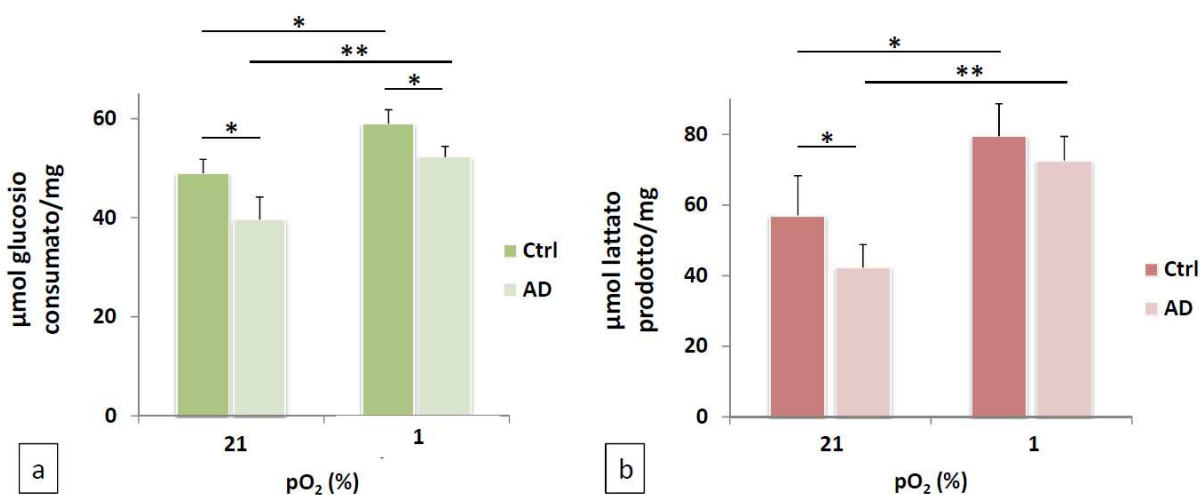 *
**
*
*
60
40
20
0
µmol glucosio
consumato/mg
Ctrl
AD
21
1
pO₂ (%)
a
*
**
*
80
60
40
20
0
µmol lattato
prodotto/mg
Ctrl
AD
21
1
pO₂ (%)
b